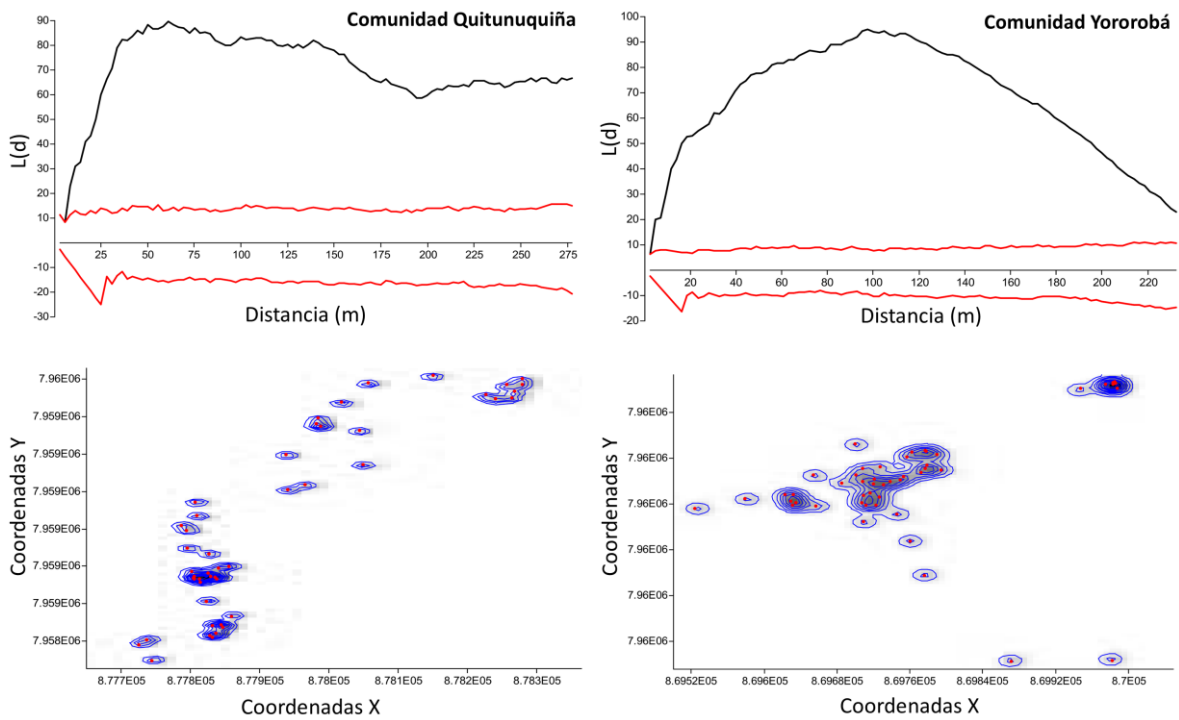 Comunidad Quitunuquiña
90
80
70
60
50
40
30
20
10
-10
-20
-30
L(d)
25 50 75 100 125 150 175 200 225 250 275
Distancia (m)
Comunidad Yororobá
100
90
80
70
60
50
40
30
20
10
-10
-20
L(d)
20 40 60 80 100 120 140 160 180 200 220
Distancia (m)
7.96E06
7.959E06
7.959E06
7.959E06
7.959E06
7.959E06
7.959E06
7.958E06
Coordenadas Y
8.777E05 8.778E05 8.779E05 8.78E05 8.781E05 8.782E05 8.783E05
Coordenadas X
7.96E06
7.96E06
7.96E06
7.96E06
7.96E06
7.96E06
Coordenadas Y
8.6952E05 8.696E05 8.6968E05 8.6976E05 8.6984E05 8.6992E05 8.7E05
Coordenadas X